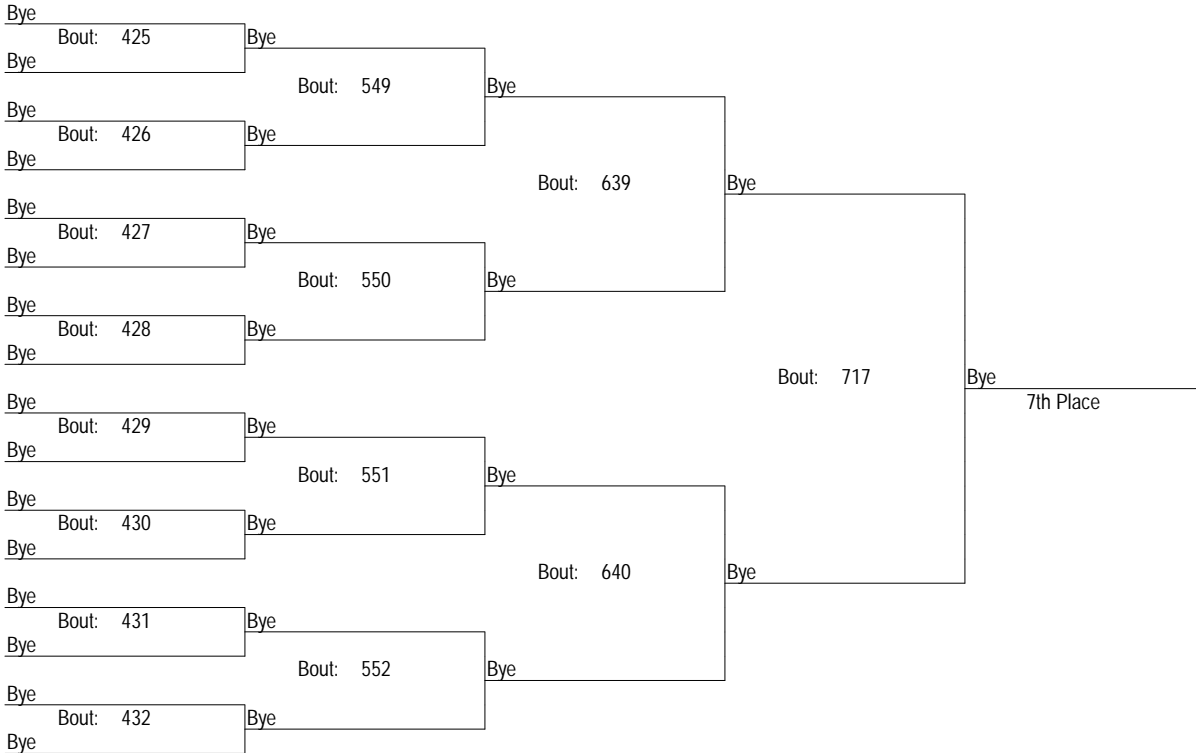 Bye
Bout: 425
Bye
Bye
Bout: 549
Bye
Bye
Bout: 426
Bye
Bye
Bout: 639
Bye
Bye
Bout: 427
Bye
Bye
Bout: 550
Bye
Bye
Bout: 428
Bye
Bye
Bout: 717
Bye
7th Place
Bye
Bout: 429
Bye
Bye
Bout: 551
Bye
Bye
Bout: 430
Bye
Bye
Bout: 640
Bye
Bye
Bout: 431
Bye
Bye
Bout: 552
Bye
Bye
Bout: 432
Bye
Bye